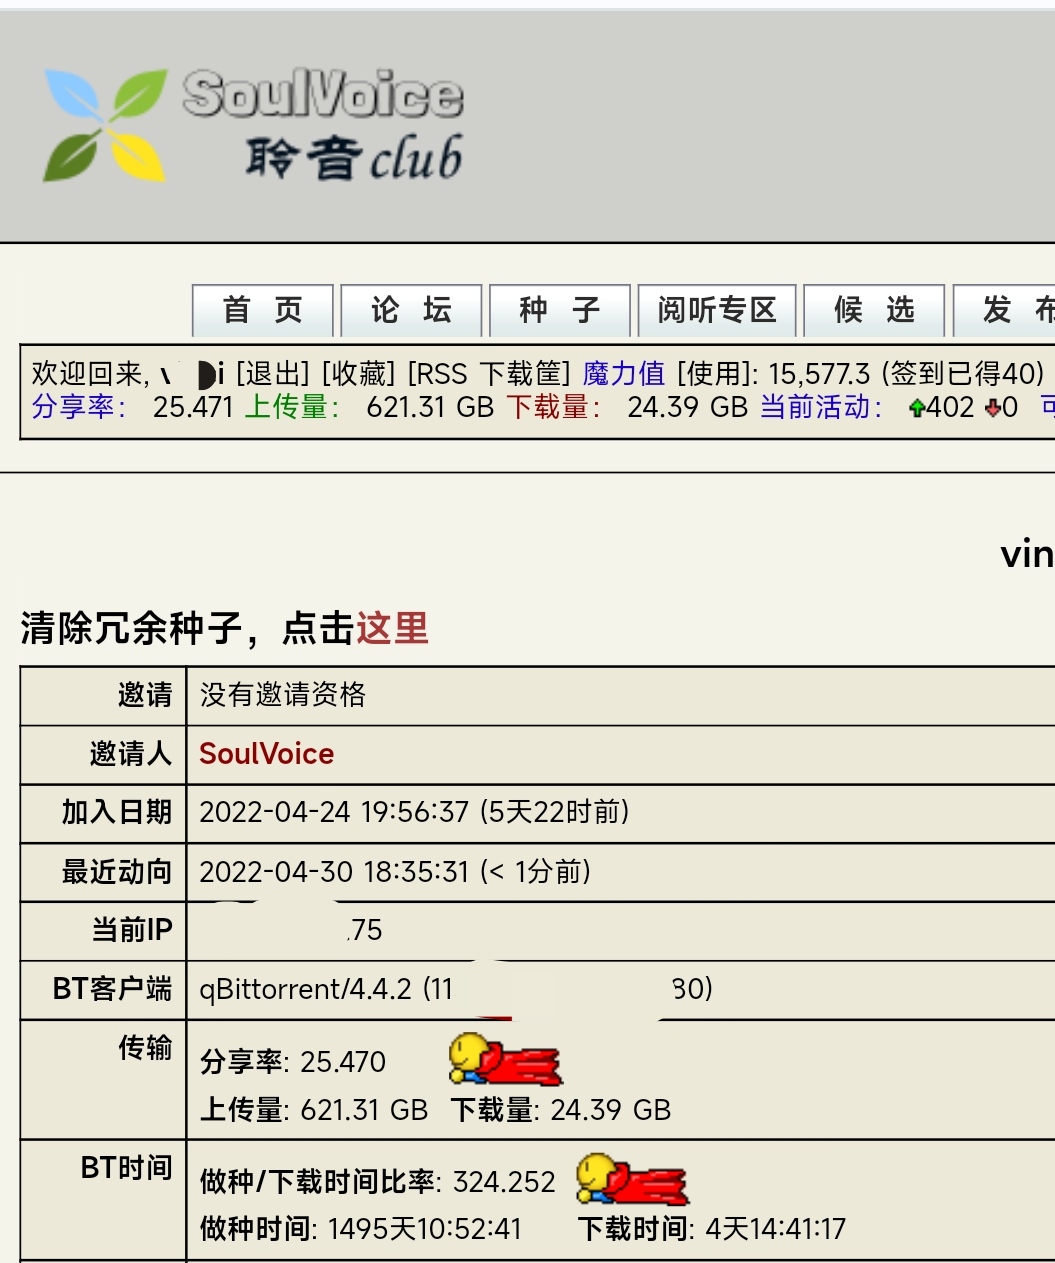 SoulVoice
聆音club
首 页 论 坛 种 子 阅听专区 候 选 发
欢迎回来, [退出] [收藏] [RSS 下载筐] 魔力值 [使用]: 15,577.3 (签到已得40)
分享率： 25.471 上传量： 621.31 GB 下载量： 24.39 GB 当前活动： 402 0
vin
清除冗余种子，点击这里
邀请 没有邀请资格
邀请人 SoulVoice
加入日期 2022-04-24 19:56:37 (5天22时前)
最近动向 2022-04-30 18:35:31 (< 1分前)
当前IP .75
BT客户端 qBittorrent/4.4.2 (11 30)
传输 分享率: 25.470
上传量: 621.31 GB 下载量: 24.39 GB
BT时间 做种/下载时间比率: 324.252
做种时间: 1495天10:52:41 下载时间: 4天14:41:17